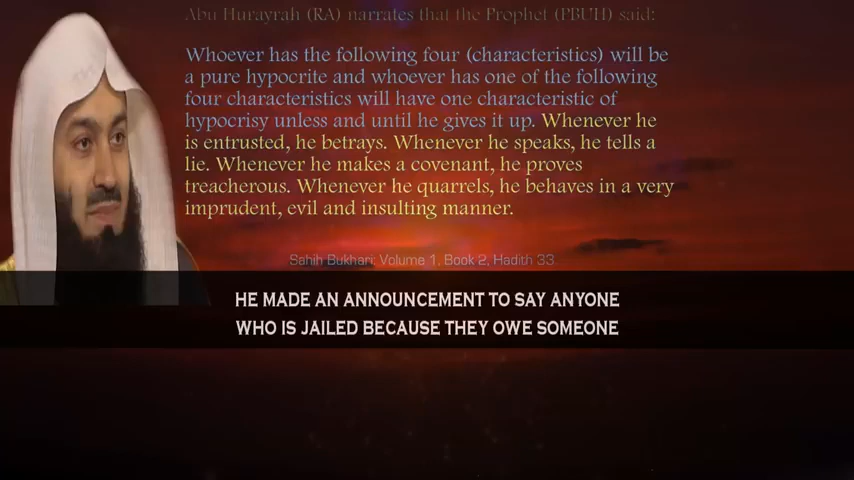 Abu Hurayrah (RA) narrates that the Prophet (PBUH) said:
Whoever has the following four (characteristics) will be
a pure hypocrite and whoever has one of the following
four characteristics will have one characteristic of
hypocrisy unless and until he gives it up. Whenever he
is entrusted, he betrays. Whenever he speaks, he tells a
lie. Whenever he makes a covenant, he proves
treacherous. Whenever he quarrels, he behaves in a very
imprudent, evil and insulting manner.
Sahih Bukhari: Volume 1, Book 2, Hadith 33
HE MADE AN ANNOUNCEMENT TO SAY ANYONE
WHO IS JAILED BECAUSE THEY OWE SOMEONE